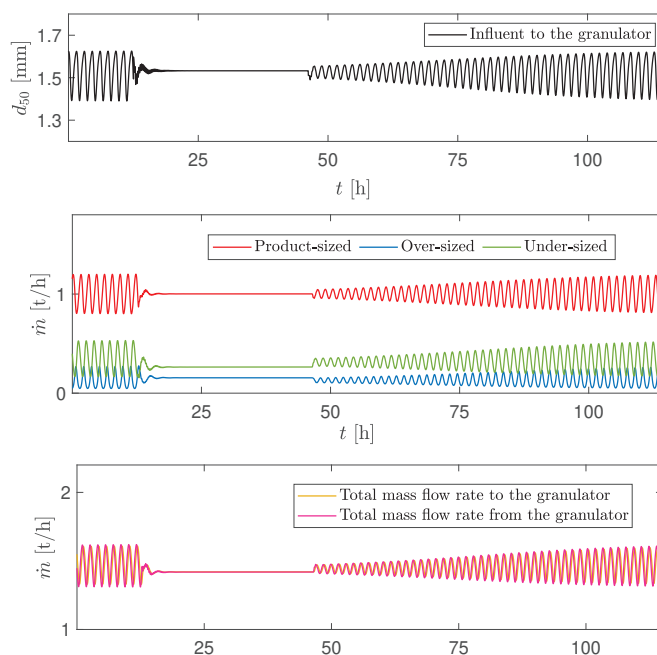 1.7
Influent to the granulator
1.5
d₅₀ [mm]
1.3
25 50 75 100
t [h]
Product-sized Over-sized Under-sized
1
ṁ [t/h]
0
25 50 75 100
t [h]
2
Total mass flow rate to the granulator
Total mass flow rate from the granulator
ṁ [t/h]
1
25 50 75 100